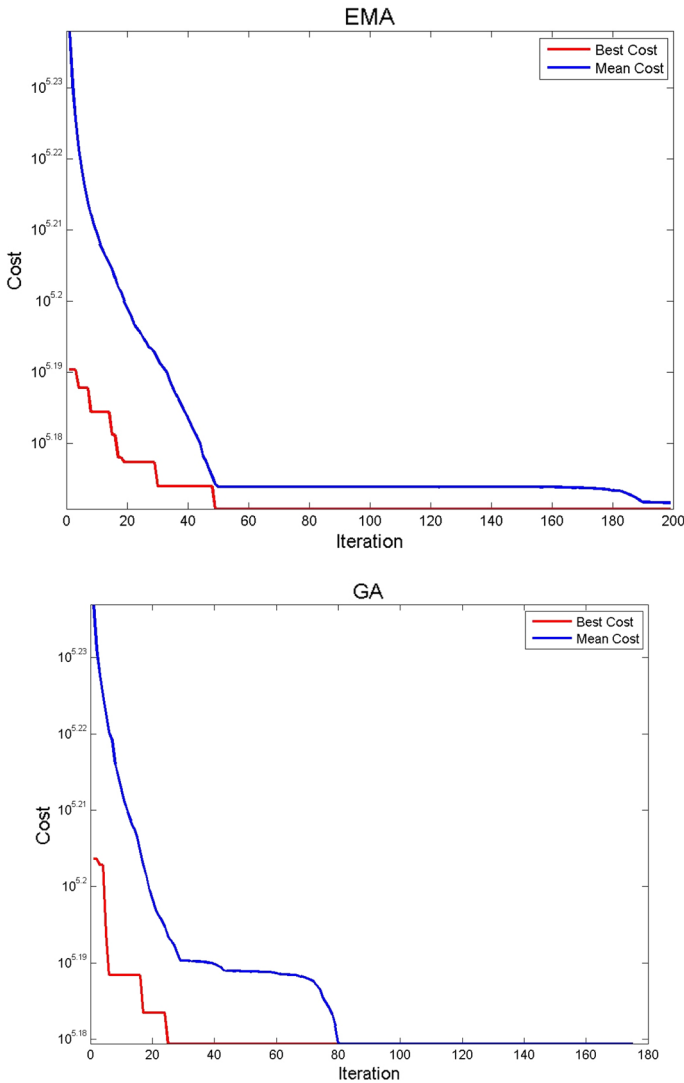 EMA
Best Cost
Mean Cost
10^5.23
10^5.22
10^5.21
10^5.2
10^5.19
10^5.18
Cost
0 20 40 60 80 100 120 140 160 180 200
Iteration
GA
Best Cost
Mean Cost
10^5.23
10^5.22
10^5.21
10^5.2
10^5.19
10^5.18
Cost
0 20 40 60 80 100 120 140 160 180
Iteration